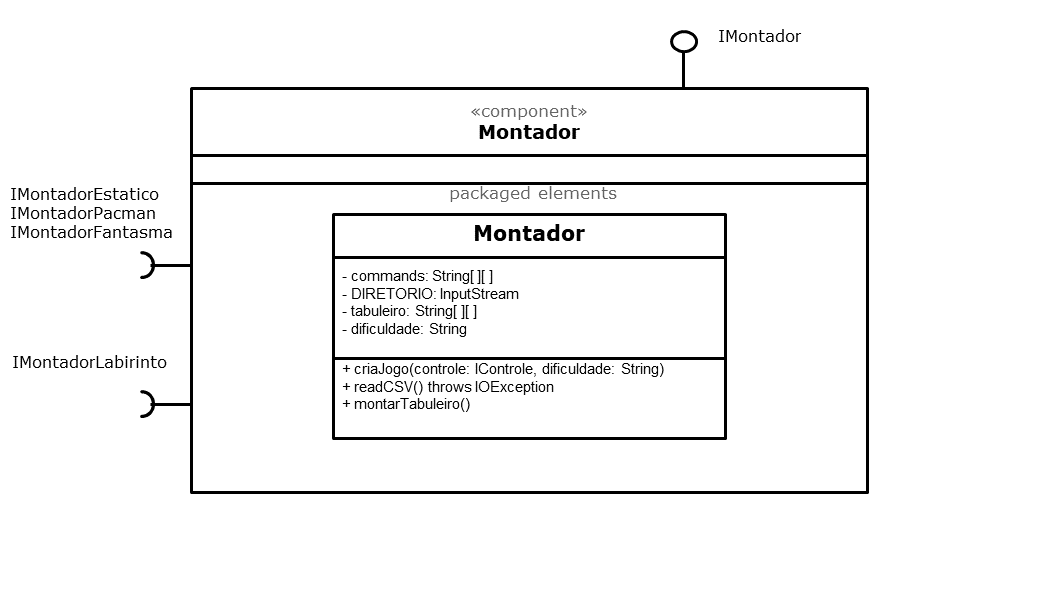 IMontador
«component»
Montador
packaged elements
IMontadorEstatico
IMontadorPacman
IMontadorFantasma
Montador
- commands: String[ ][ ]
- DIRETORIO: InputStream
- tabuleiro: String[ ][ ]
- dificuldade: String
IMontadorLabirinto
+ criaJogo(controle: IControle, dificuldade: String)
+ readCSV() throws IOException
+ montarTabuleiro()